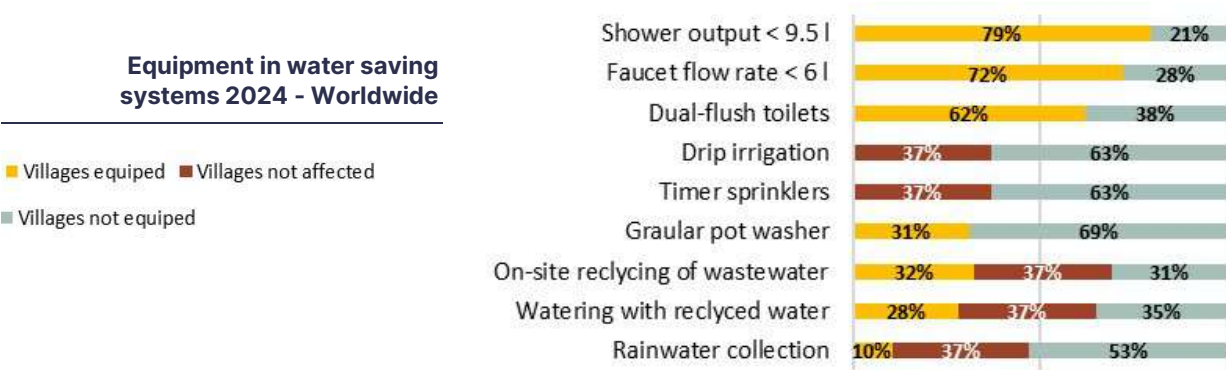 Equipment in water saving
systems 2024 - Worldwide
Villages equiped Villages not affected
Villages not equiped
Shower output < 9.5 l 79% 21%
Faucet flow rate < 6 l 72% 28%
Dual-flush toilets 62% 38%
Drip irrigation 37% 63%
Timer sprinklers 37% 63%
Graular pot washer 31% 69%
On-site reclycing of wastewater 32% 37% 31%
Watering with reclyced water 28% 37% 35%
Rainwater collection 10% 37% 53%